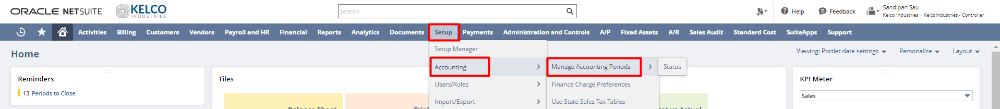 ORACLE NETSUITE
KELCO
INDUSTRIES
Search
Help
Feedback
Sandipan Sau
Kelco Industries - KelcoIndustries - Controller
Activities Billing Customers Vendors Payroll and HR Financial Reports Analytics Documents Setup Payments Administration and Controls A/P Fixed Assets A/R Sales Audit Standard Cost SuiteApps Support
Home
Viewing: Portlet date settings Personalize Layout
Setup Manager
Accounting
Users/Roles
Import/Export
Manage Accounting Periods
Finance Charge Preferences
Use State Sales Tax Tables
Status
Reminders
13 Periods to Close
Tiles
KPI Meter
Sales